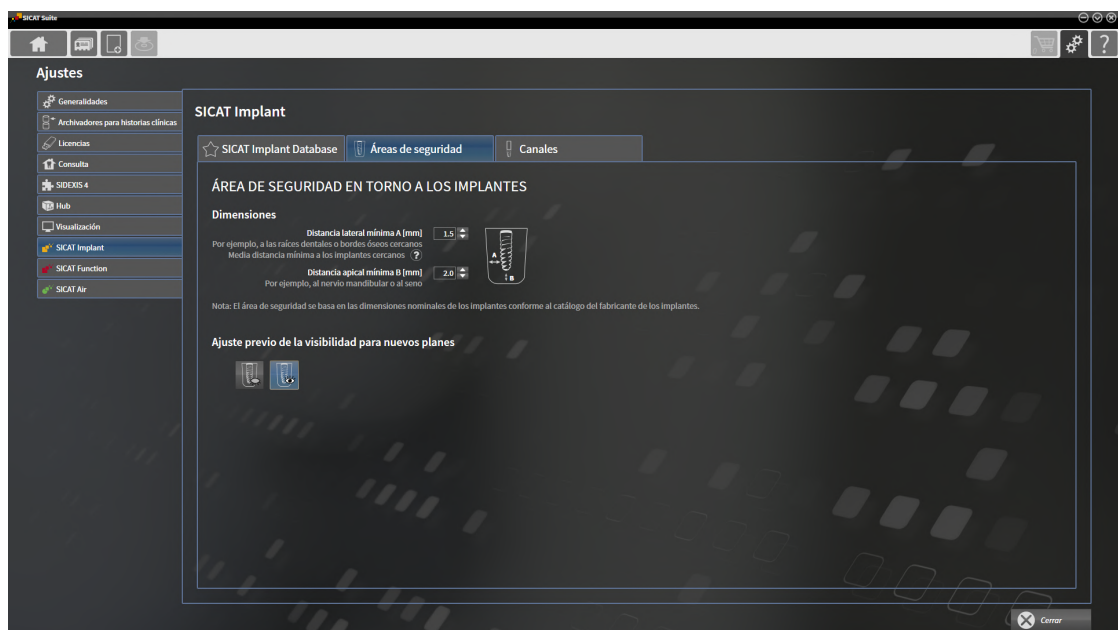 SICAT Suite
?
Ajustes
Generalidades
Archivadores para historias clínicas
Licencias
Consulta
SIDEXIS 4
Hub
Visualización
SICAT Implant
SICAT Function
SICAT Air
SICAT Implant
SICAT Implant Database
Áreas de seguridad
Canales
ÁREA DE SEGURIDAD EN TORNO A LOS IMPLANTES
Dimensiones
Distancia lateral mínima A [mm] 1.5
Por ejemplo, a las raíces dentales o bordes óseos cercanos
Media distancia mínima a los implantes cercanos ?
Distancia apical mínima B [mm] 2.0
Por ejemplo, al nervio mandibular o al seno
A
B
Nota: El área de seguridad se basa en las dimensiones nominales de los implantes conforme al catálogo del fabricante de los implantes.
Ajuste previo de la visibilidad para nuevos planes
Cerrar